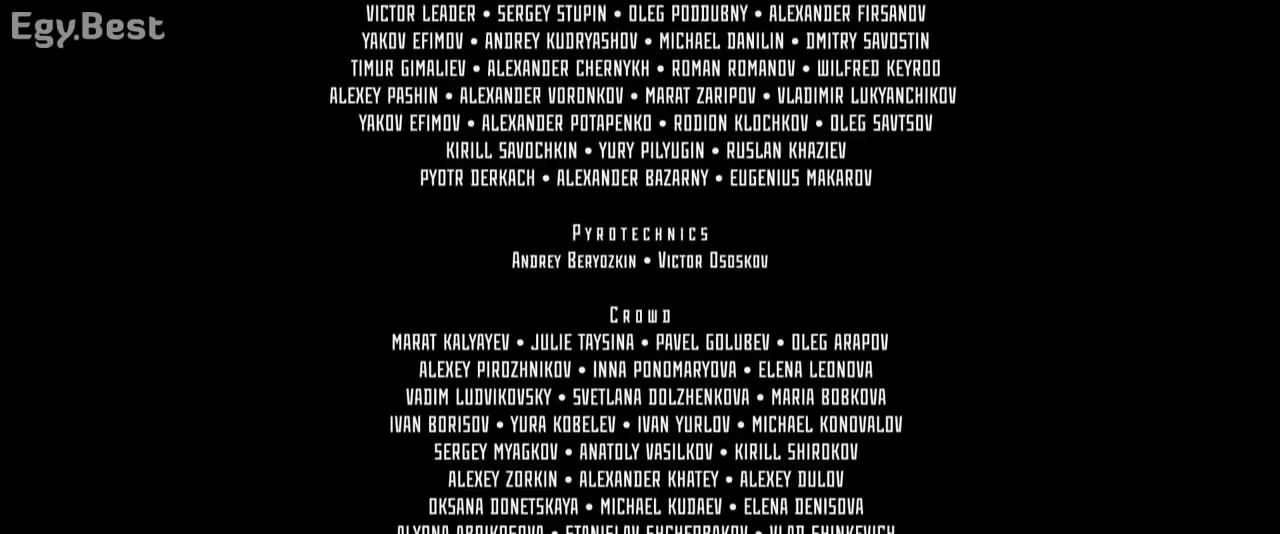 Egy.Best
VICTOR LEADER • SERGEY STUPIN • OLEG PODDUBNY • ALEXANDER FIRSANOV
YAKOV EFIMOV • ANDREY KUDRYASHOV • MICHAEL DANILIN • DMITRY SAVOSTIN
TIMUR GIMALIEV • ALEXANDER CHERNYKH • ROMAN ROMANOV • WILFRED KEYROO
ALEXEY PASHIN • ALEXANDER VORONKOV • MARAT ZARIPOV • VLADIMIR LUKYANCHIKOV
YAKOV EFIMOV • ALEXANDER POTAPENKO • RODION KLOCHKOV • OLEG SAVTSOV
KIRILL SAVOCHKIN • YURY PILYUGIN • RUSLAN KHAZIEV
PYOTR DERKACH • ALEXANDER BAZARNY • EUGENIUS MAKAROV
PYROTECHNICS
ANDREY BERYOZKIN • VICTOR OSOSKOV
CROWD
MARAT KALYAYEV • JULIE TAYSINA • PAVEL GOLUBEV • OLEG ARAPOV
ALEXEY PIROZHNIKOV • INNA PONOMARYOVA • ELENA LEONOVA
VADIM LUDVIKOVSKY • SVETLANA DOLZHENKOVA • MARIA BOBKOVA
IVAN BORISOV • YURA KOBELEV • IVAN YURLOV • MICHAEL KONOVALOV
SERGEY MYAGKOV • ANATOLY VASILKOV • KIRILL SHIROKOV
ALEXEY ZORKIN • ALEXANDER KHATEY • ALEXEY DULOV
OKSANA DONETSKAYA • MICHAEL KUDAEV • ELENA DENISOVA
ALYONA • STANISLAV SHCHERBAKOV • VLAD SHINKEVICH